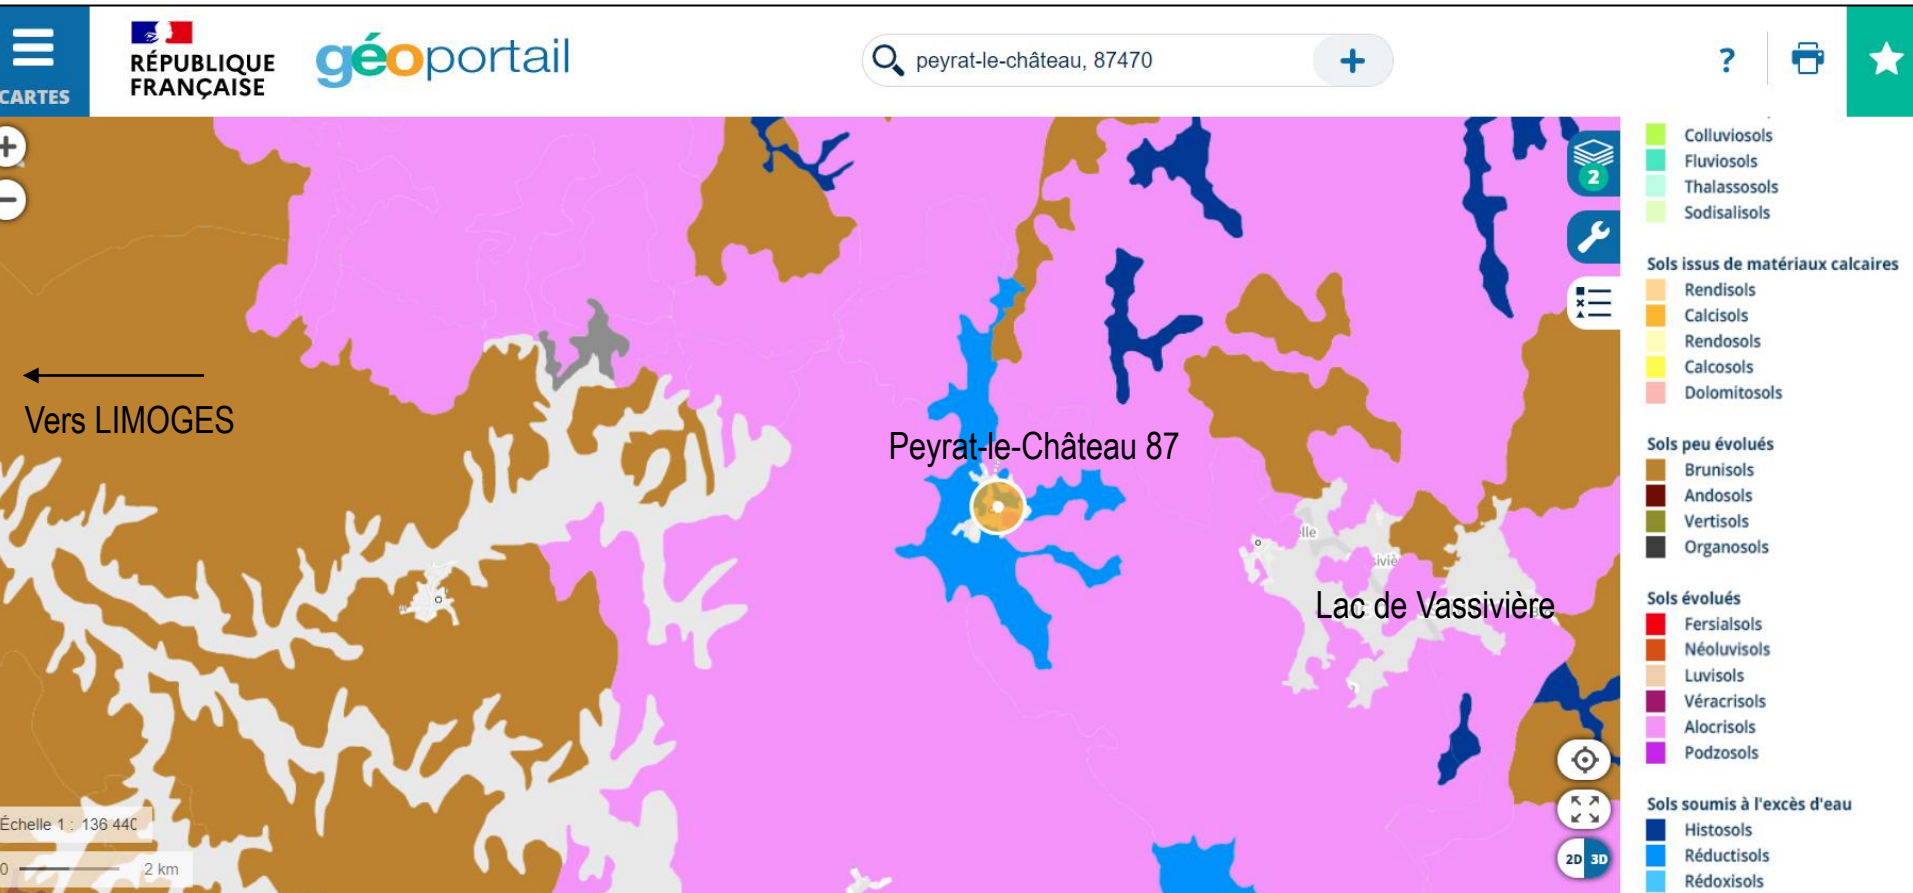 CARTES
RÉPUBLIQUE
FRANÇAISE
géoportail
peyrat-le-château, 87470
+
?
+
2
Vers LIMOGES
Peyrat-le-Château 87
elle
ivière
Lac de Vassivière
Échelle 1 : 136 440
0
2 km
2D 3D
Colluviosols
Fluviosols
Thalassosols
Sodisalisols
Sols issus de matériaux calcaires
Rendisols
Calcisols
Rendosols
Calcosols
Dolomitosols
Sols peu évolués
Brunisols
Andosols
Vertisols
Organosols
Sols évolués
Fersialsols
Néoluvisols
Luvisols
Véracrisols
Alocrisols
Podzosols
Sols soumis à l'excès d'eau
Histosols
Réductisols
Rédoxisols